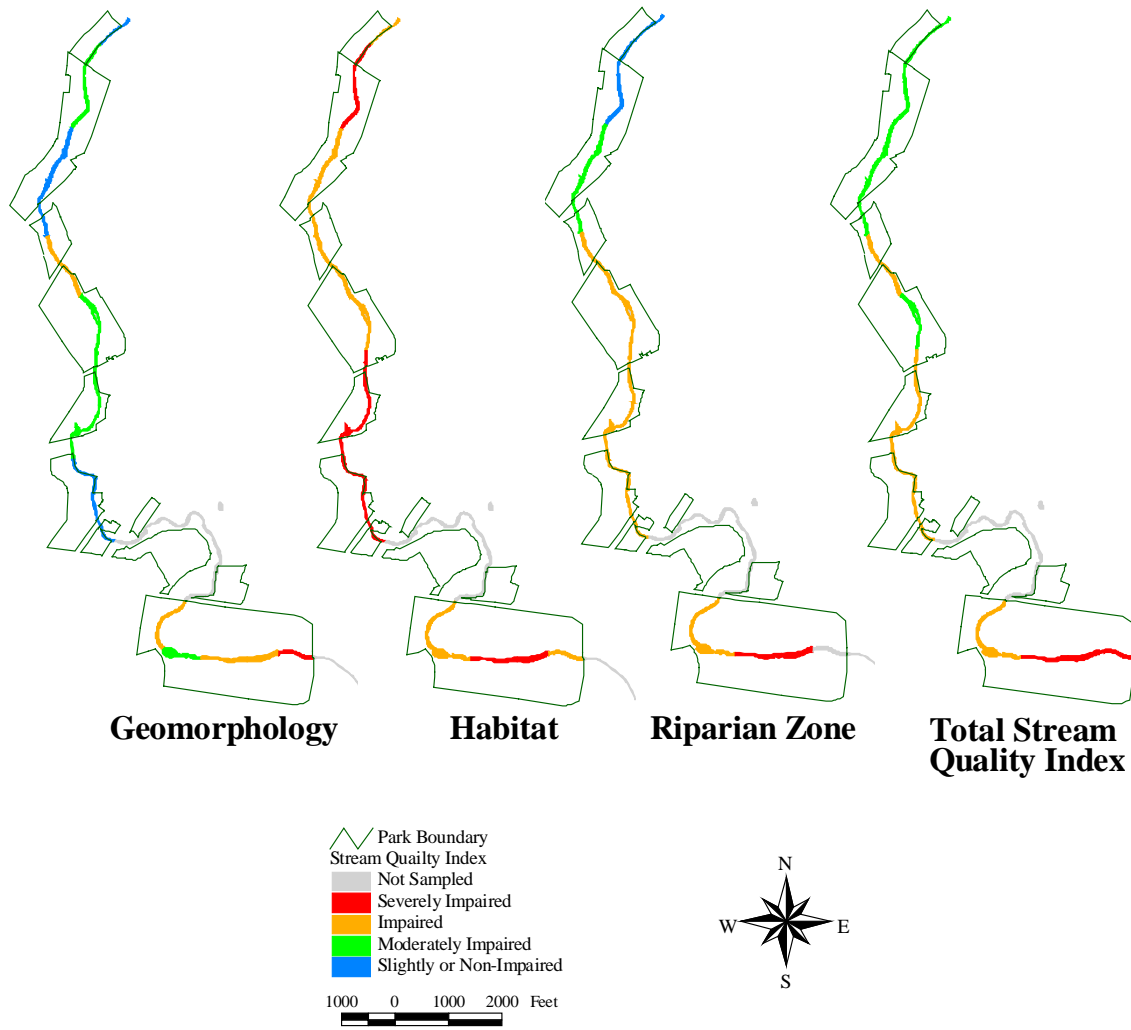 Geomorphology
Habitat
Riparian Zone
Total Stream
Quality Index
Park Boundary
Stream Quailty Index
Not Sampled
Severely Impaired
Impaired
Moderately Impaired
Slightly or Non-Impaired
1000 0 1000 2000 Feet
N
W E
S